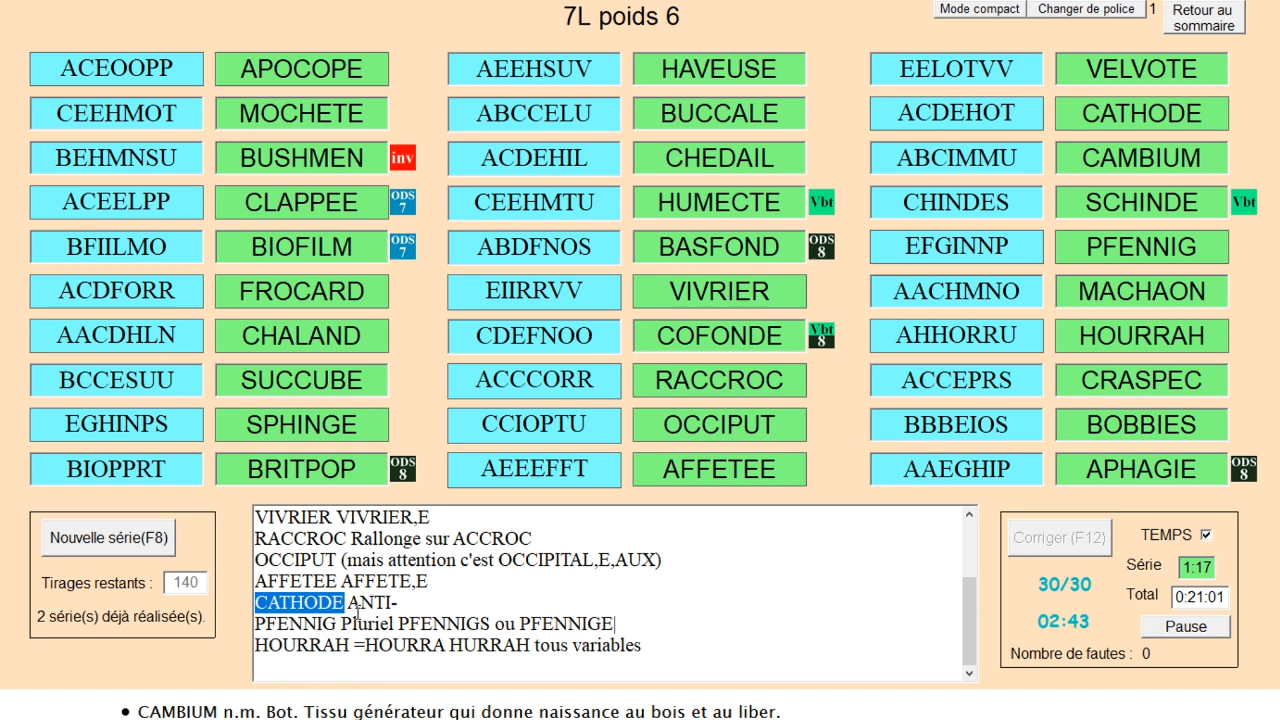 7L poids 6
Mode compact Changer de police 1 Retour au sommaire
ACEOOPP APOCOPE AEEHSUV HAVEUSE EELOTVV VELVOTE
CEEHMOT MOCHETE ABCCELU BUCCALE ACDEHOT CATHODE
BEHMNSU BUSHMEN inv ACDEHIL CHEDAIL ABCIMMU CAMBIUM
ACEELPP CLAPPEE ODS 7 CEEHMTU HUMECTE Vbt CHINDES SCHINDE Vbt
BFIILMO BIOFILM ODS 7 ABDFNOS BASFOND ODS 8 EFGINNP PFENNIG
ACDFORR FROCARD EIIRRVV VIVRIER AACHMNO MACHAON
AACDHLN CHALAND CDEFNOO COFONDE Vbt 8 AHHORRU HOURRAH
BCCESUU SUCCUBE ACCCORR RACCROC ACCEPRS CRASPEC
EGHINPS SPHINGE CCIOPTU OCCIPUT BBBEIOS BOBBIES
BIOPPRT BRITPOP ODS 8 AEEEFFT AFFETEE AAEGHIP APHAGIE ODS 8
Nouvelle série(F8)
Tirages restants : 140
2 série(s) déjà réalisée(s).
VIVRIER VIVRIER,E
RACCROC Rallonge sur ACCROC
OCCIPUT (mais attention c'est OCCIPITAL,E,AUX)
AFFETEE AFFETE,E
CATHODE ANTI-
PFENNIG Pluriel PFENNIGS ou PFENNIGE
HOURRAH =HOURRA HURRAH tous variables
Corriger (F12) TEMPS
Série 1:17
30/30
Total 0:21:01
02:43 Pause
Nombre de fautes : 0
• CAMBIUM n.m. Bot. Tissu générateur qui donne naissance au bois et au liber.